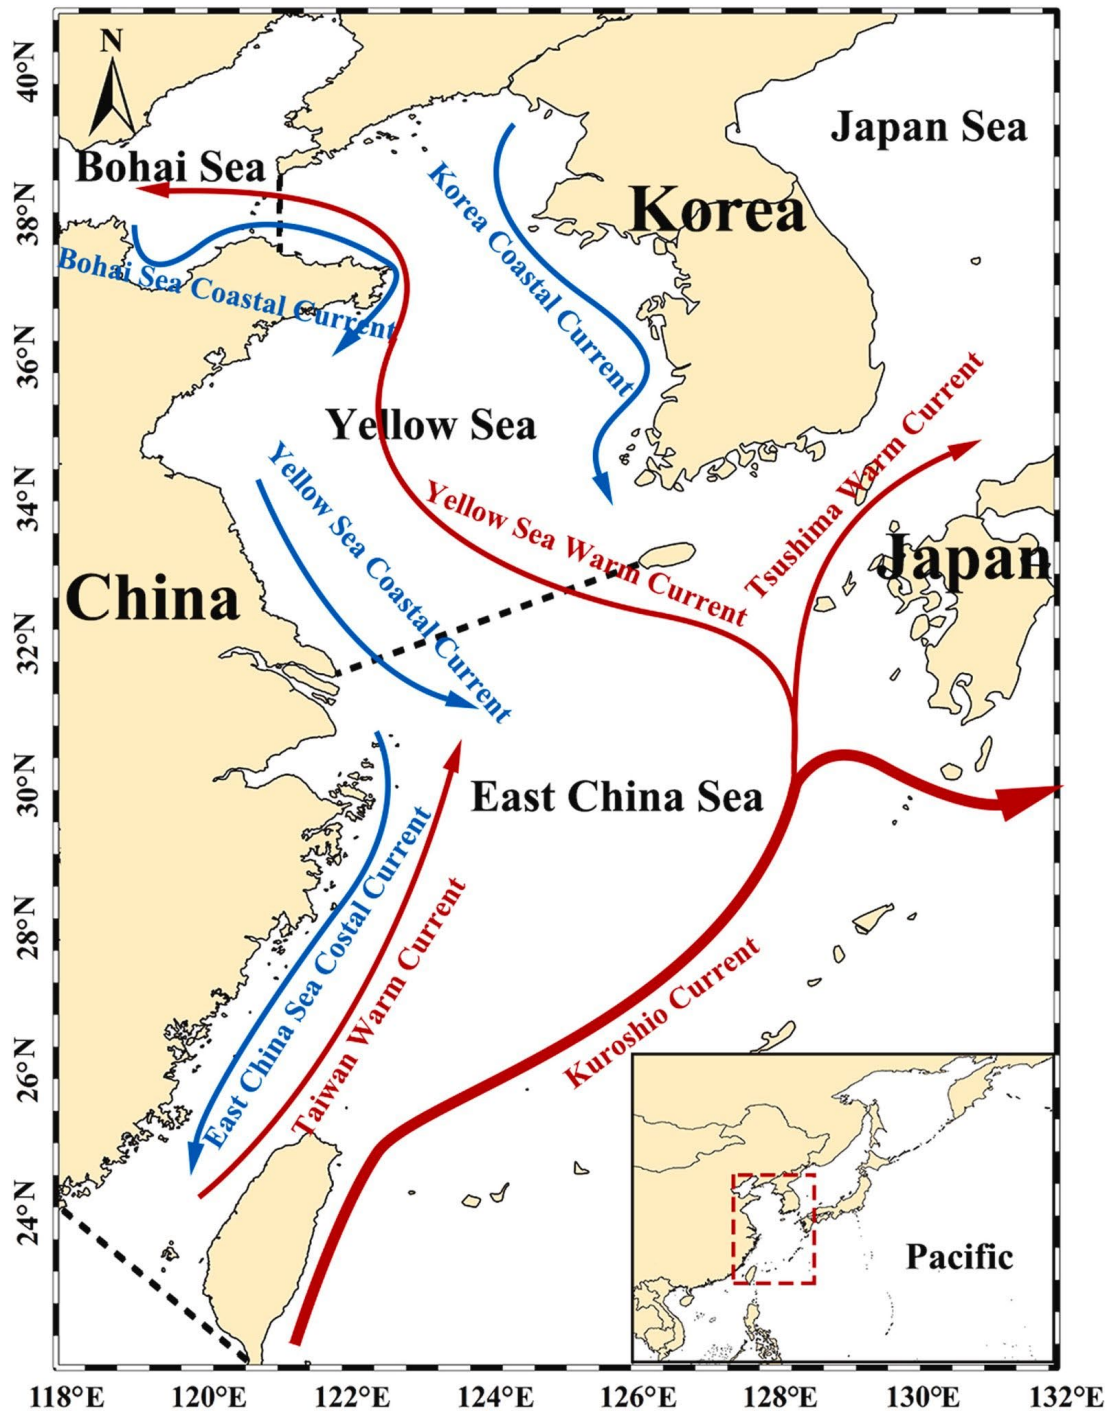 N
40°N
38°N
36°N
34°N
32°N
30°N
28°N
26°N
24°N
Japan Sea
Bohai Sea
Korea
Korea Coastal Current
Bohai Sea Coastal Current
Yellow Sea
Tsushima Warm Current
Yellow Sea Coastal Current
Yellow Sea Warm Current
Japan
China
East China Sea
East China Sea Costal Current
Taiwan Warm Current
Kuroshio Current
Pacific
118°E 120°E 122°E 124°E 126°E 128°E 130°E 132°E